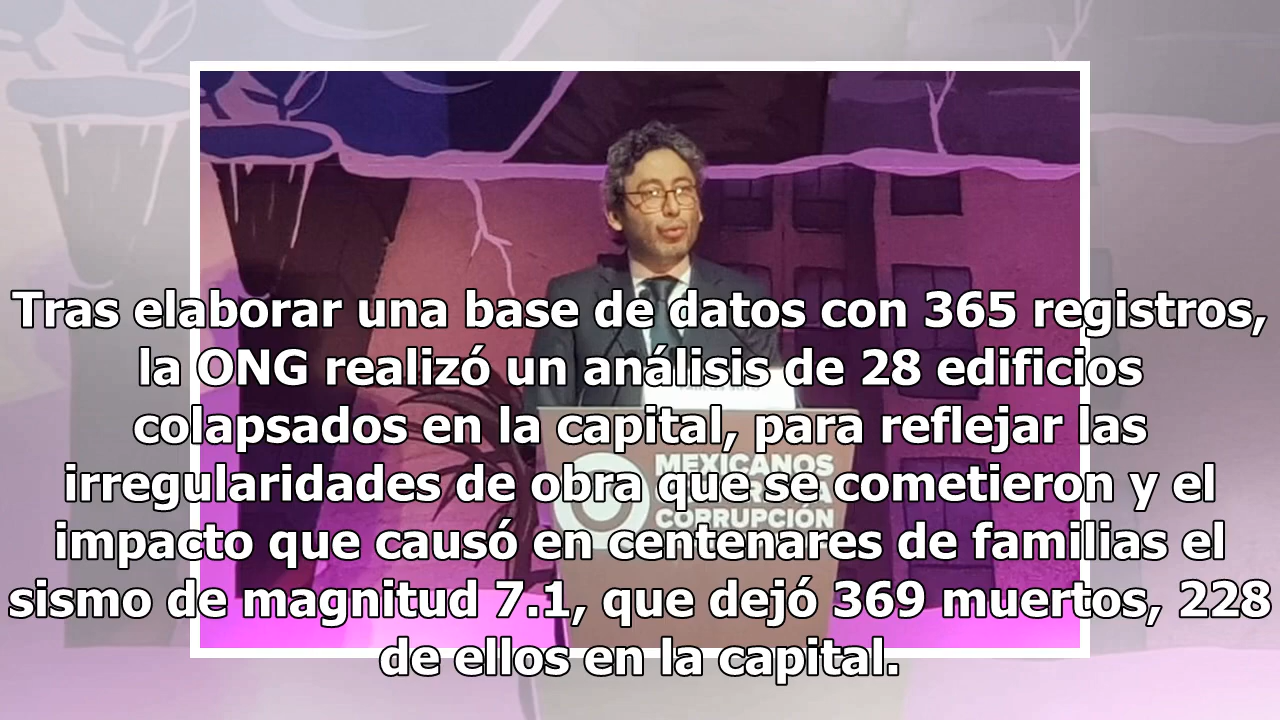 Tras elaborar una base de datos con 365 registros,
la ONG realizó un análisis de 28 edificios
colapsados en la capital, para reflejar las
irregularidades de obra que se cometieron y el
impacto que causó en centenares de familias el
sismo de magnitud 7.1, que dejó 369 muertos, 228
de ellos en la capital.
MEXICANOS
CORRUPCIÓN